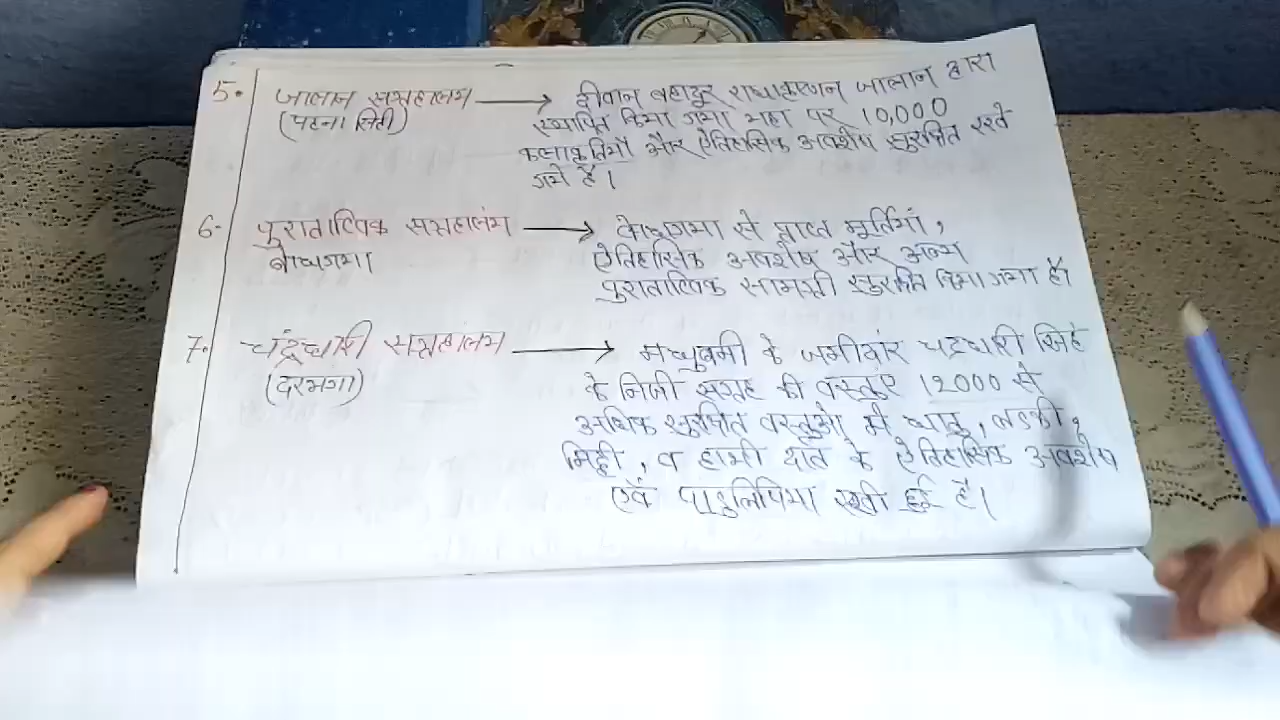 5. जालान संग्रहालय → दीवान बहादुर राधाकृष्णन जालान द्वारा
(पटना सिटी) स्थापित किया गया यहा पर 10,000
कलाकृतियाँ और ऐतिहासिक अवशेष सुरक्षित रखे
गये है।
6- पुरातात्विक संग्रहालय → बोधगया से प्राप्त मूर्तियां,
बोधगया ऐतिहासिक अवशेष और अन्य
पुरातात्विक सामग्री सुरक्षित किया गया है।
7. चंद्रधारी संग्रहालय → मधुबनी के जमींदार चंद्रधारी सिंह
(दरभंगा) के निजी संग्रह की वस्तुए 12000 से
अधिक सुरक्षित वस्तुओ में धातु, लकड़ी,
मिट्टी, व हाथी दांत के ऐतिहासिक अवशेष
एवं पाडुलिपिया रखी हुई है।